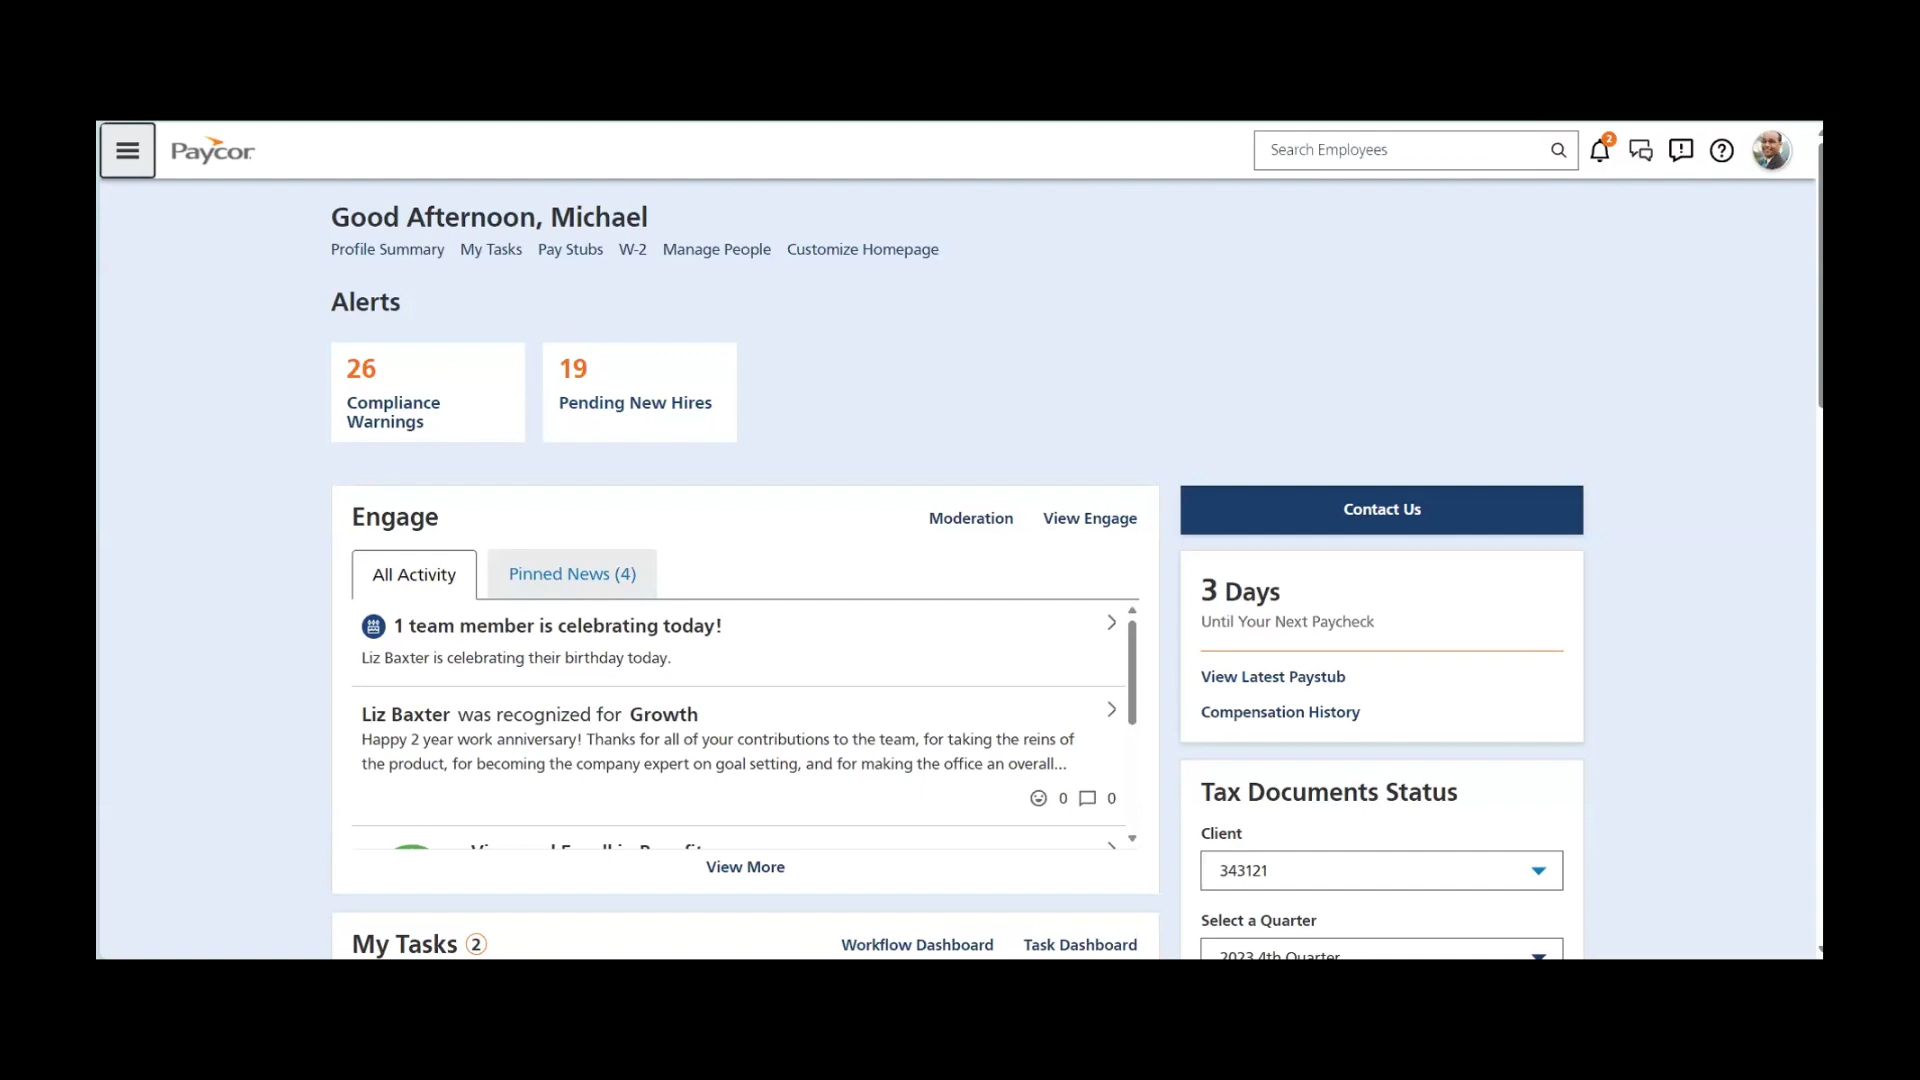 Paycor
Search Employees
2
Good Afternoon, Michael
Profile Summary My Tasks Pay Stubs W-2 Manage People Customize Homepage
Alerts
26
Compliance
Warnings
19
Pending New Hires
Engage
Moderation View Engage
All Activity Pinned News (4)
1 team member is celebrating today!
Liz Baxter is celebrating their birthday today.
Liz Baxter was recognized for Growth
Happy 2 year work anniversary! Thanks for all of your contributions to the team, for taking the reins of
the product, for becoming the company expert on goal setting, and for making the office an overall...
0 0
View More
My Tasks 2
Workflow Dashboard Task Dashboard
Contact Us
3 Days
Until Your Next Paycheck
View Latest Paystub
Compensation History
Tax Documents Status
Client
343121
Select a Quarter
2023 4th Quarter